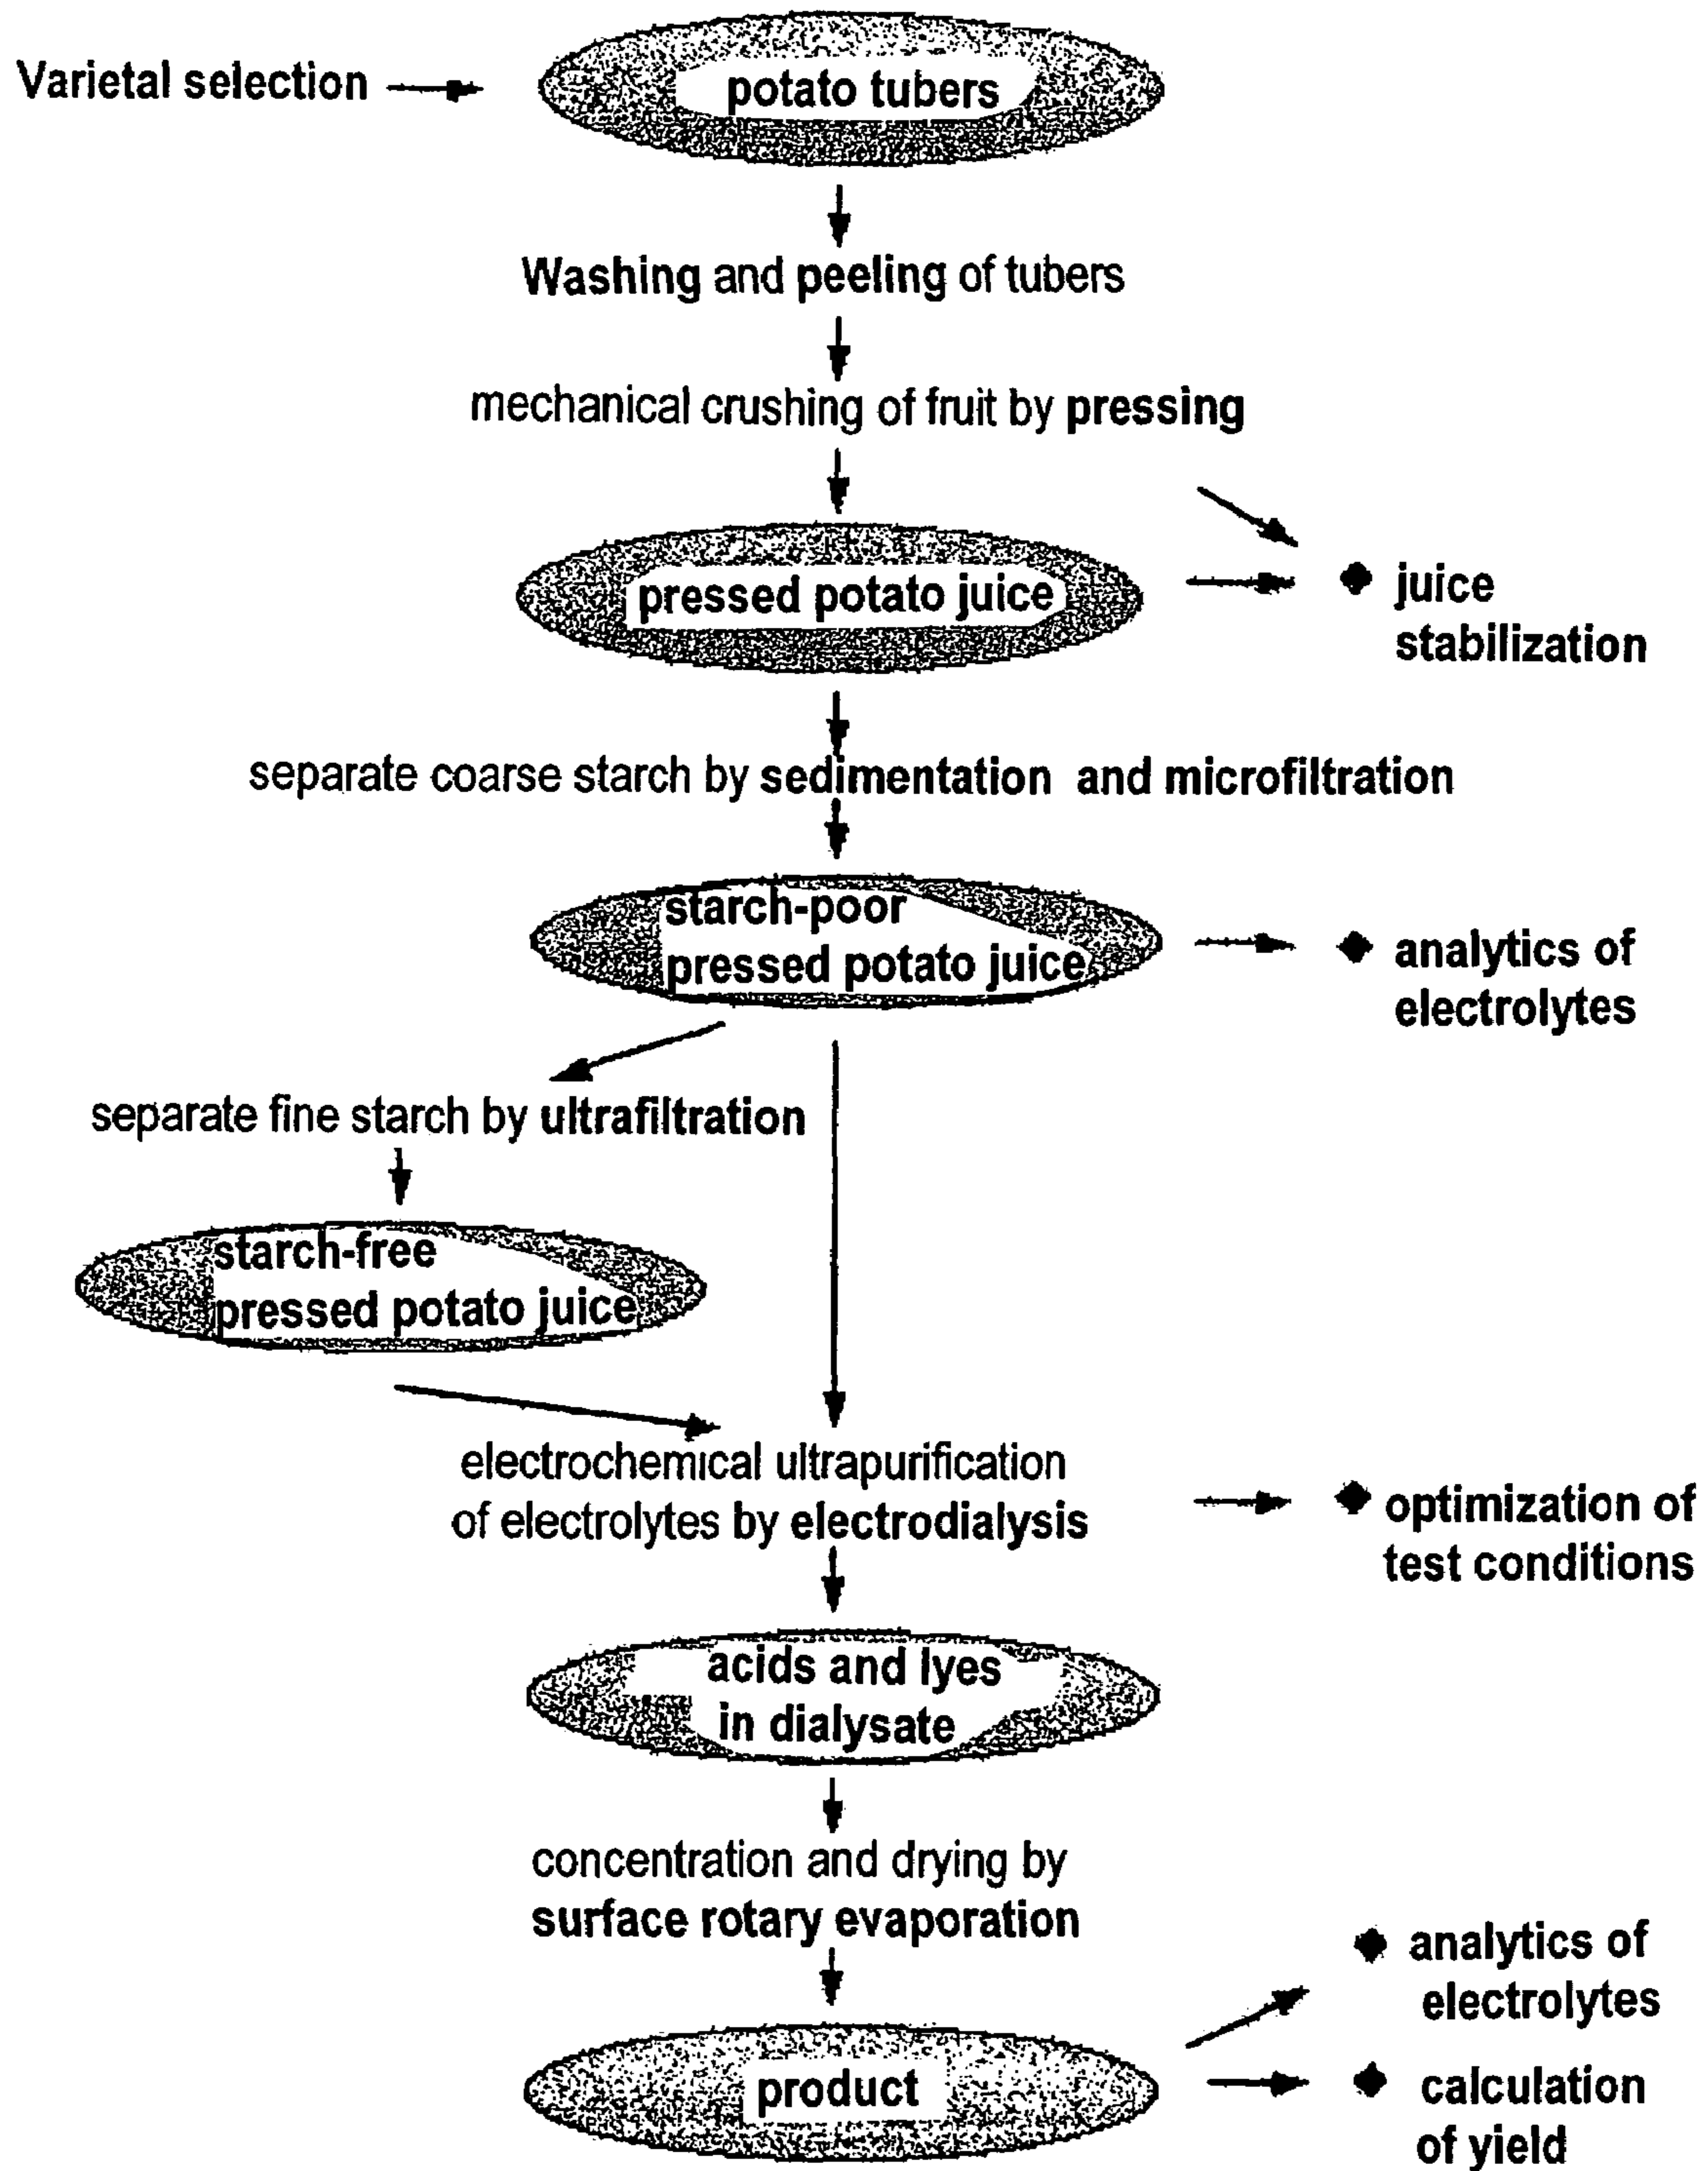 Varietal selection
potato tubers
Washing and peeling of tubers
mechanical crushing of fruit by pressing
pressed potato juice
◆ juice
stabilization
separate coarse starch by sedimentation and microfiltration
starch-poor
pressed potato juice
◆ analytics of
electrolytes
separate fine starch by ultrafiltration
starch-free
pressed potato juice
electrochemical ultrapurification
of electrolytes by electrodialysis
◆ optimization of
test conditions
acids and lyes
in dialysate
concentration and drying by
surface rotary evaporation
◆ analytics of
electrolytes
product
◆ calculation
of yield